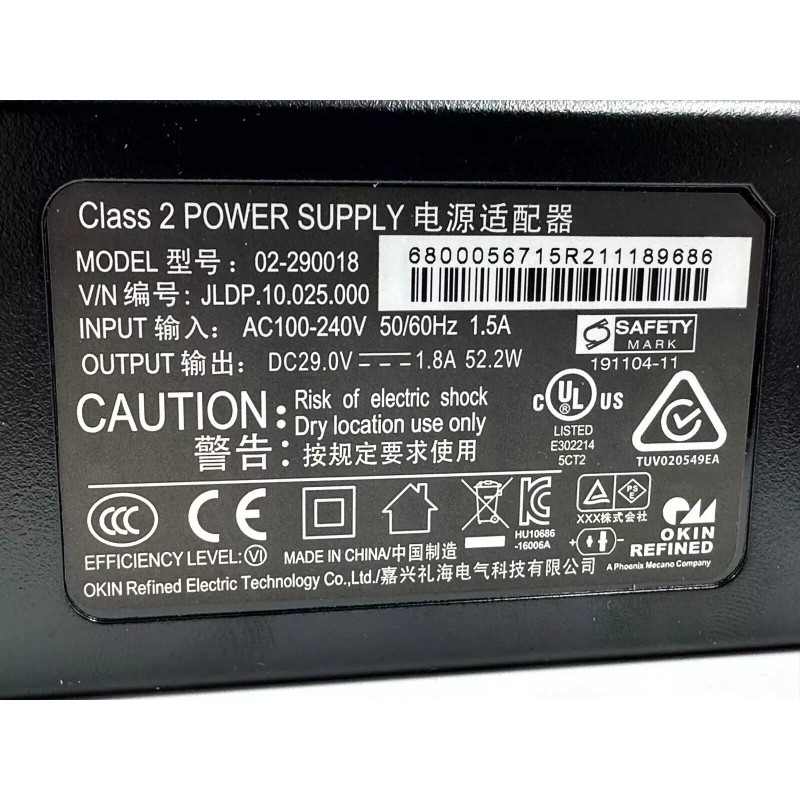 Class 2 POWER SUPPLY 电源适配器
MODEL 型号: 02-290018
6800056715R211189686
V/N 编号: JLDP.10.025.000
INPUT 输入: AC100-240V 50/60Hz 1.5A
OUTPUT 输出: DC29.0V 1.8A 52.2W
SAFETY
MARK
191104-11
CAUTION: Risk of electric shock
Dry location use only
警告: 按规定要求使用
c UL US
LISTED
E302214
5CT2
TUV020549EA
CCC CE
HU10686
-16006A
PSE
XXX株式会社
OKIN
REFINED
A Phoenix Mecano Company
EFFICIENCY LEVEL: VI MADE IN CHINA/中国制造
OKIN Refined Electric Technology Co.,Ltd./嘉兴礼海电气科技有限公司